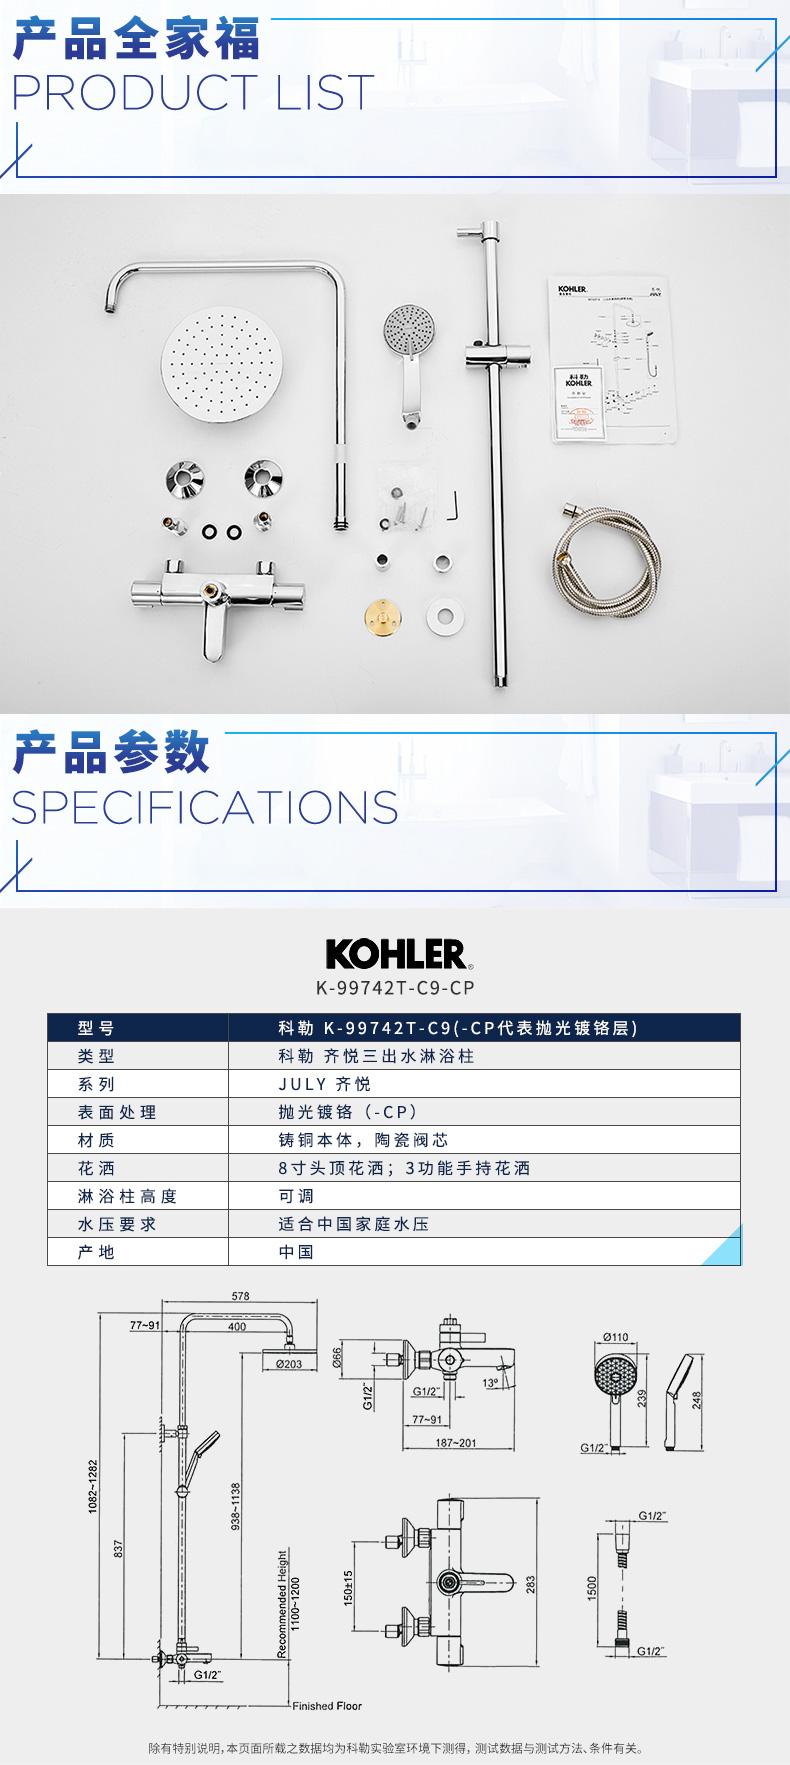 产品全家福
PRODUCT LIST
KOHLER
JULY
科勒
KOHLER
产品参数
SPECIFICATIONS
KOHLER®
K-99742T-C9-CP
型号 科勒 K-99742T-C9(-CP代表抛光镀铬层)
类型 科勒 齐悦三出水淋浴柱
系列 JULY 齐悦
表面处理 抛光镀铬（-CP）
材质 铸铜本体，陶瓷阀芯
花洒 8寸头顶花洒；3功能手持花洒
淋浴柱高度 可调
水压要求 适合中国家庭水压
产地 中国
578
77~91
400
Ø203
1082~1282
837
938~1138
Recommended Height
1100~1200
G1/2"
Finished Floor
Ø66
G1/2"
G1/2"
13°
77~91
187~201
Ø110
239
248
G1/2"
150±15
283
G1/2"
1500
G1/2"
除有特别说明，本页面所载之数据均为科勒实验室环境下测得，测试数据与测试方法、条件有关。